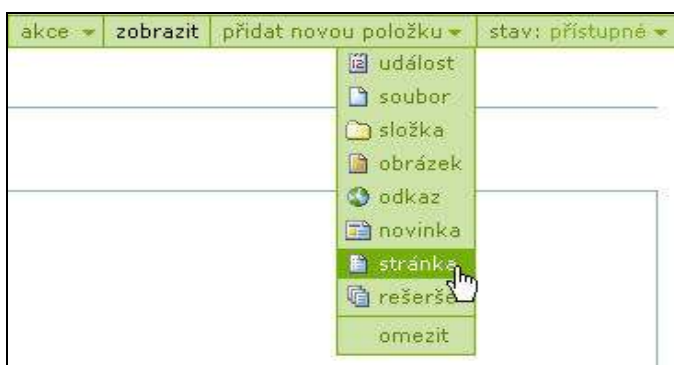 akce zobrazit přidat novou položku stav: přístupné
událost
soubor
složka
obrázek
odkaz
novinka
stránka
rešerše
omezit